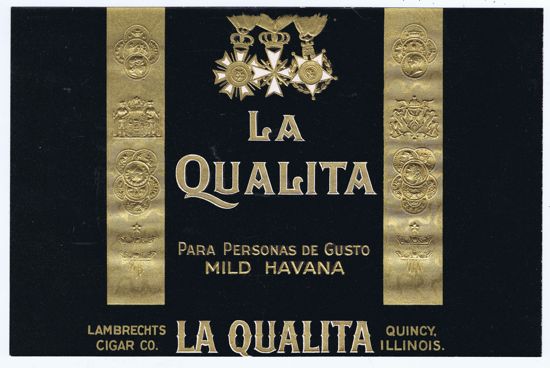 LA
QUALITA
PARA PERSONAS DE GUSTO
MILD HAVANA
LAMBRECHTS
CIGAR CO.
LA QUALITA
QUINCY,
ILLINOIS.